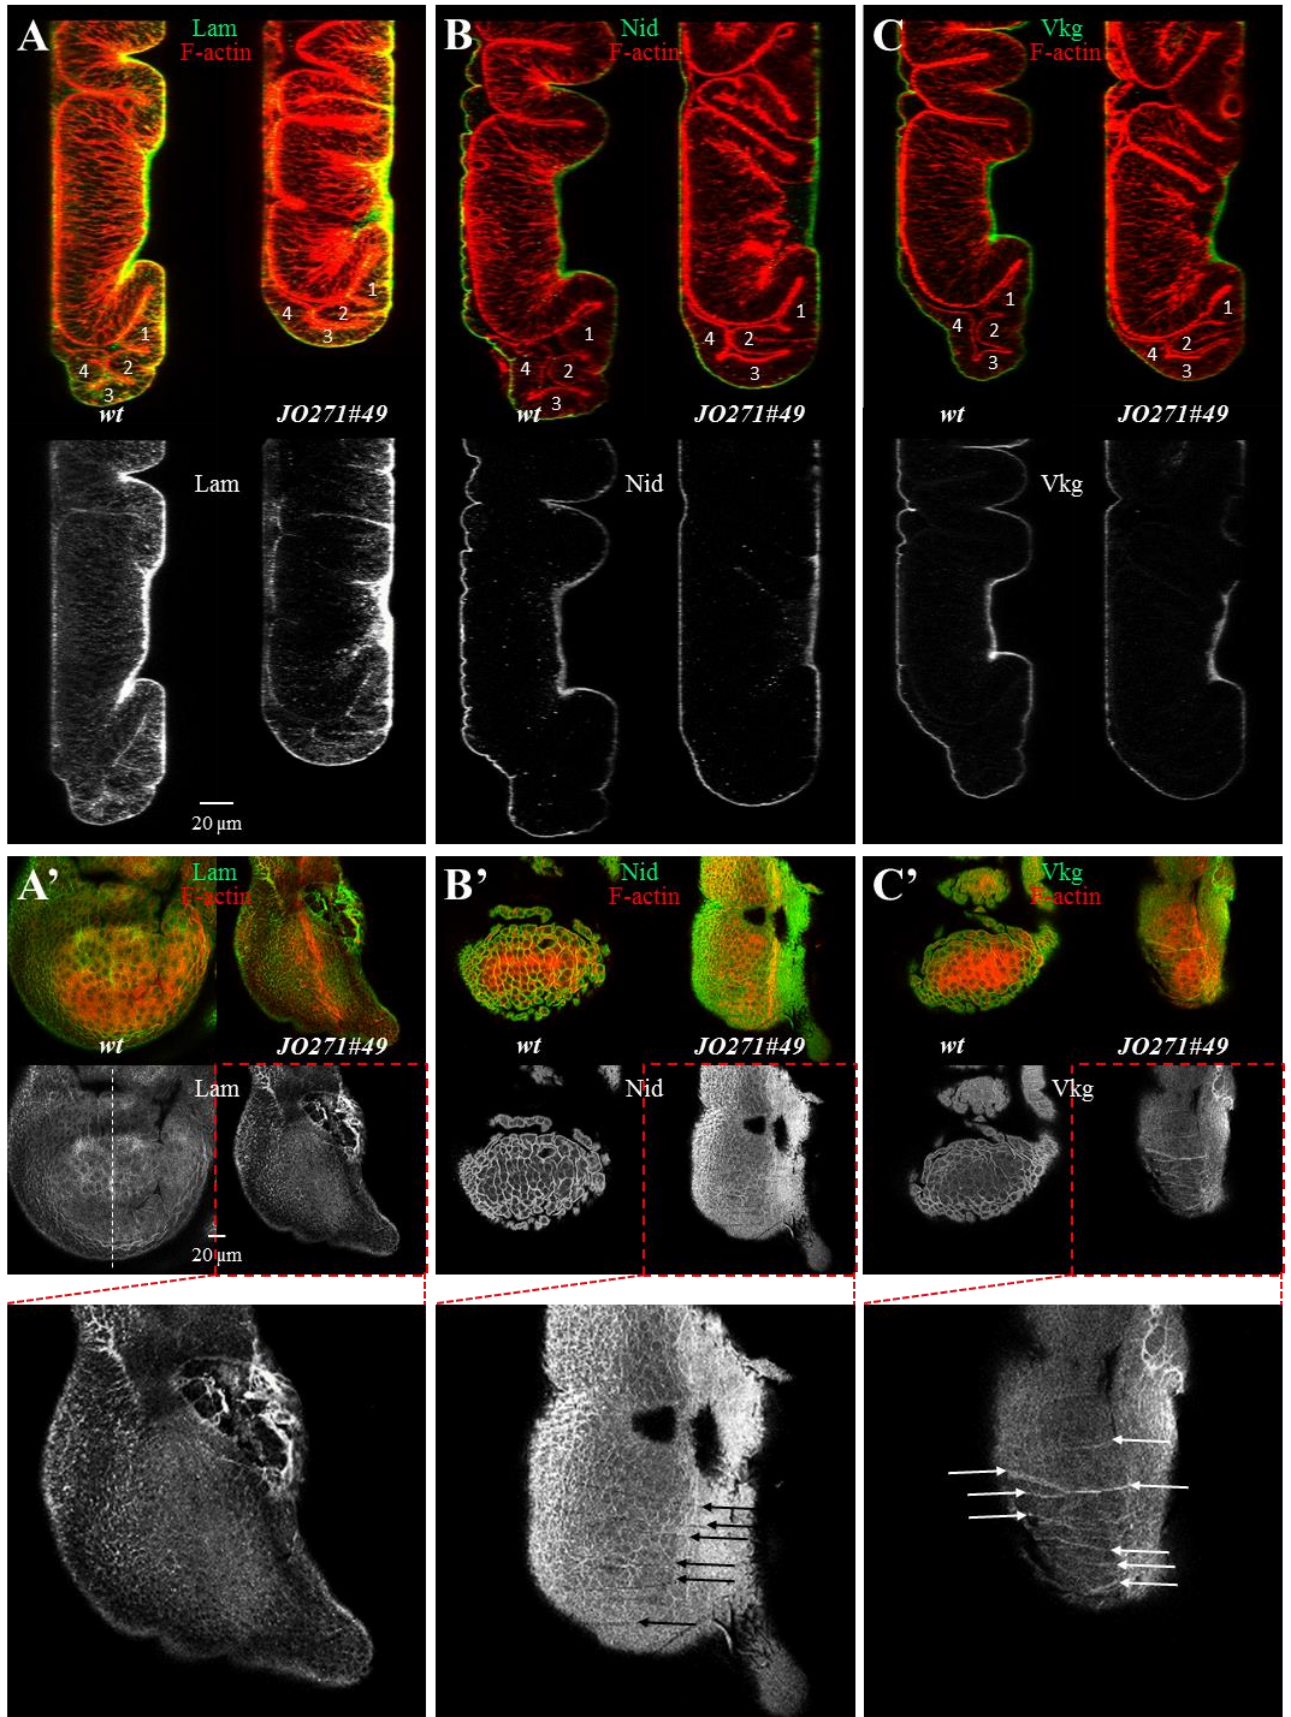 A
Lam
F-actin
1
2
3
4
1
2
3
4
wt
JO271#49
Lam
20 µm
B
Nid
F-actin
1
2
3
4
1
2
3
4
wt
JO271#49
Nid
C
Vkg
F-actin
1
2
3
4
1
2
3
4
wt
JO271#49
Vkg
A’
Lam
F-actin
wt
JO271#49
Lam
20 µm
B’
Nid
F-actin
wt
JO271#49
Nid
C’
Vkg
F-actin
wt
JO271#49
Vkg